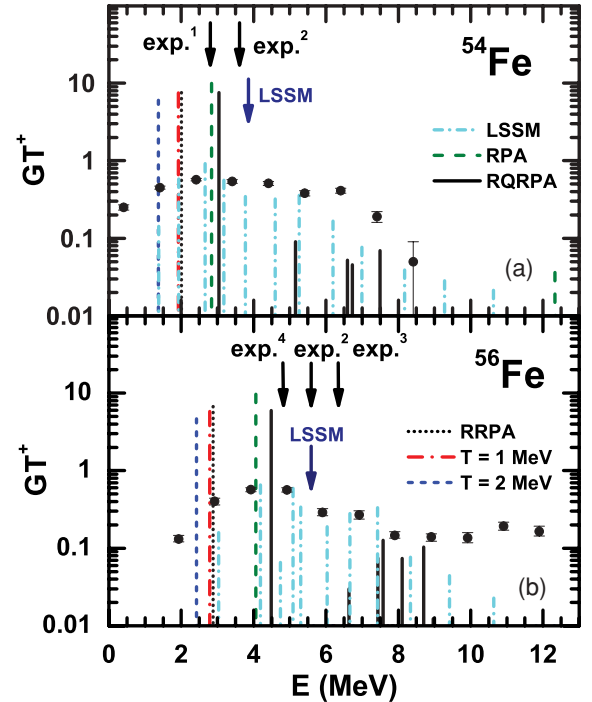 exp.¹
exp.²
⁵⁴Fe
LSSM
LSSM
RPA
RQRPA
(a)
GT⁺
10
1
0.1
0.01
exp.⁴ exp.² exp.³
⁵⁶Fe
LSSM
RRPA
T = 1 MeV
T = 2 MeV
(b)
GT⁺
10
1
0.1
0.01
0 2 4 6 8 10 12
E (MeV)